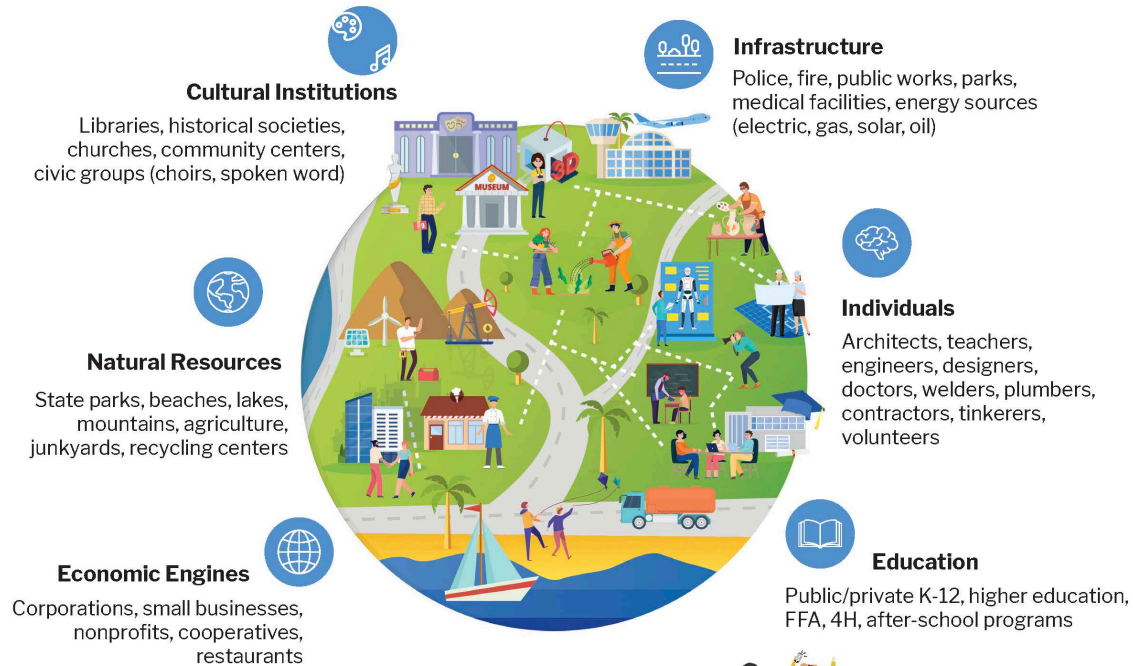 Cultural Institutions
Libraries, historical societies,
churches, community centers,
civic groups (choirs, spoken word)
Infrastructure
Police, fire, public works, parks,
medical facilities, energy sources
(electric, gas, solar, oil)
MUSEUM
3D
Natural Resources
State parks, beaches, lakes,
mountains, agriculture,
junkyards, recycling centers
Individuals
Architects, teachers,
engineers, designers,
doctors, welders, plumbers,
contractors, tinkerers,
volunteers
Economic Engines
Corporations, small businesses,
nonprofits, cooperatives,
restaurants
Education
Public/private K-12, higher education,
FFA, 4H, after-school programs